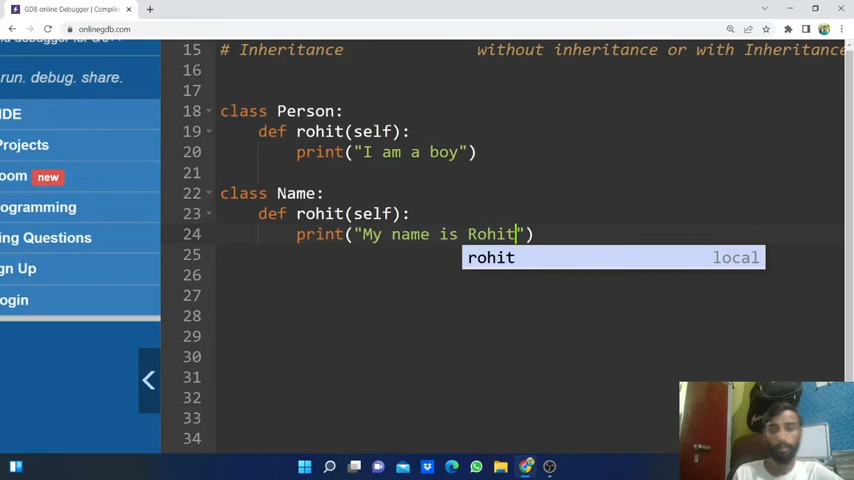 GDB online Debugger | Compiler
onlinegdb.com
run. debug. share.
IDE
Projects
oom new
ogramming
ng Questions
gn Up
ogin
15 # Inheritance without inheritance or with Inheritance
16
17
18 class Person:
19 def rohit(self):
20 print("I am a boy")
21
22 class Name:
23 def rohit(self):
24 print("My name is Rohit")
25 rohit local
26
27
28
29
30
31
32
33
34